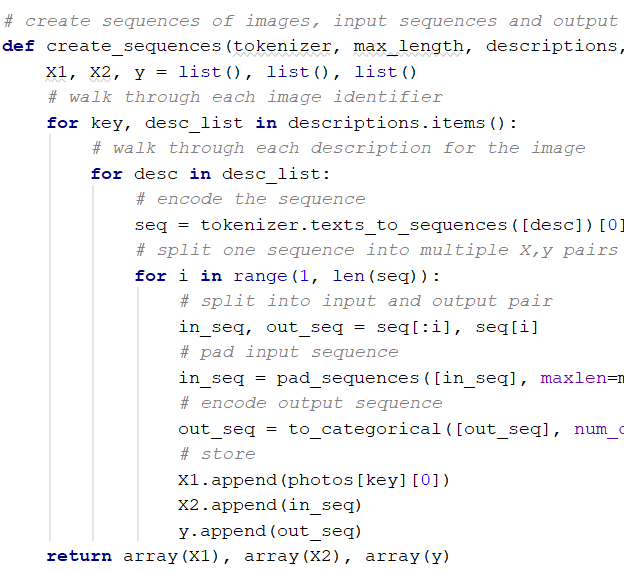 # create sequences of images, input sequences and output
def create_sequences(tokenizer, max_length, descriptions,
    X1, X2, y = list(), list(), list()
    # walk through each image identifier
    for key, desc_list in descriptions.items():
        # walk through each description for the image
        for desc in desc_list:
            # encode the sequence
            seq = tokenizer.texts_to_sequences([desc])[0]
            # split one sequence into multiple X,y pairs
            for i in range(1, len(seq)):
                # split into input and output pair
                in_seq, out_seq = seq[:i], seq[i]
                # pad input sequence
                in_seq = pad_sequences([in_seq], maxlen=
                # encode output sequence
                out_seq = to_categorical([out_seq],
                # store
                X1.append(photos[key][0])
                X2.append(in_seq)
                y.append(out_seq)
    return array(X1), array(X2), array(y)